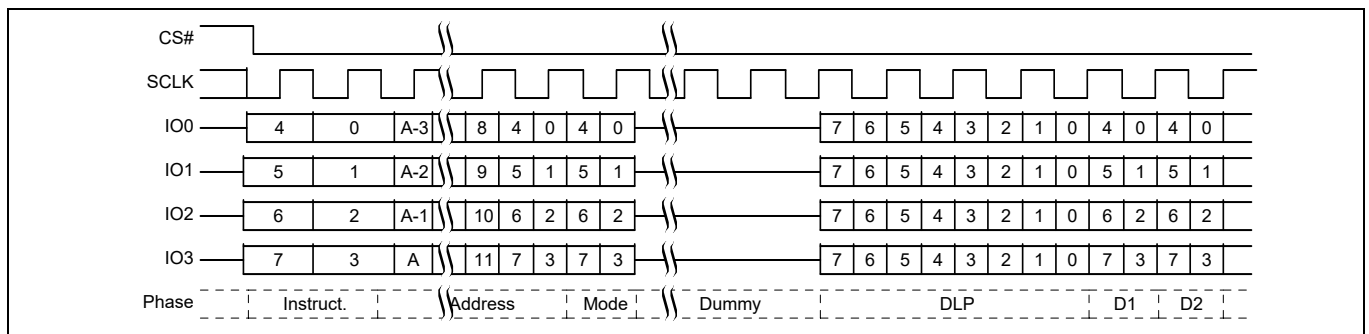 CS#
SCLK
IO0 4 0 A-3 8 4 0 4 0 7 6 5 4 3 2 1 0 4 0 4 0
IO1 5 1 A-2 9 5 1 5 1 7 6 5 4 3 2 1 0 5 1 5 1
IO2 6 2 A-1 10 6 2 6 2 7 6 5 4 3 2 1 0 6 2 6 2
IO3 7 3 A 11 7 3 7 3 7 6 5 4 3 2 1 0 7 3 7 3
Phase Instruct. Address Mode Dummy DLP D1 D2